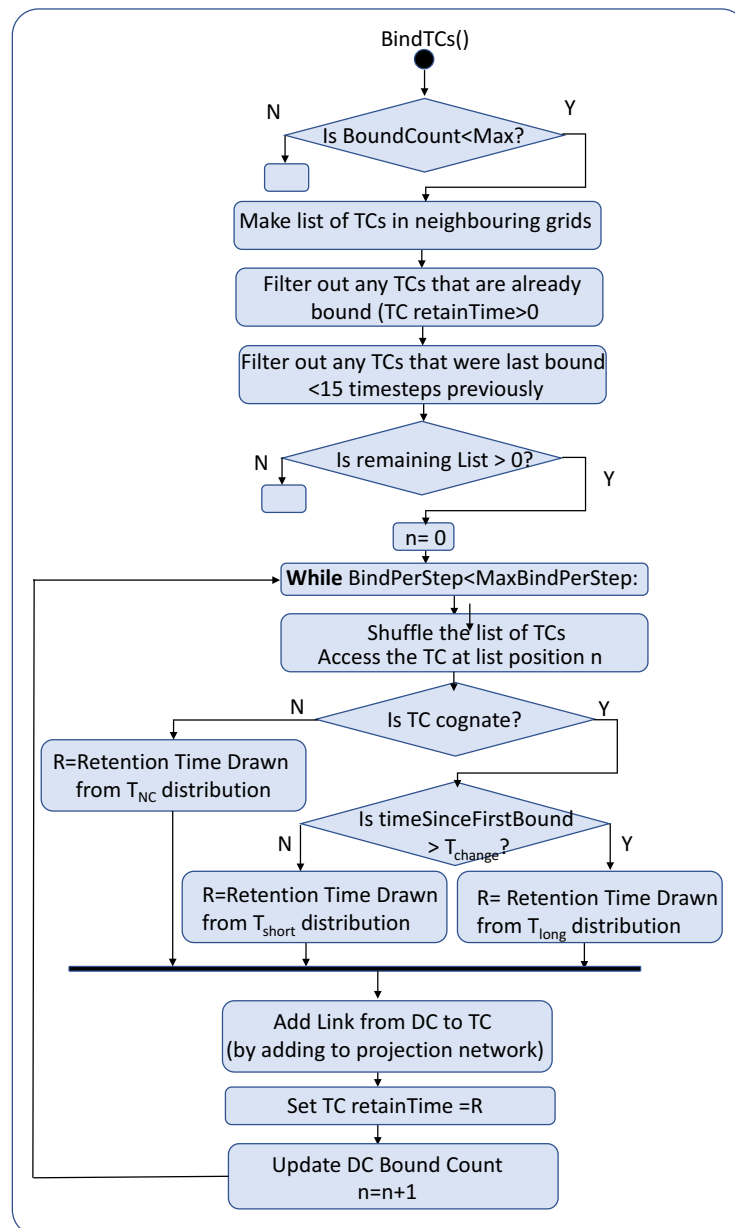 BindTCs()
N
Y
Is BoundCount<Max?
Make list of TCs in neighbouring grids
Filter out any TCs that are already
bound (TC retainTime>0
Filter out any TCs that were last bound
<15 timesteps previously
Is remaining List > 0?
N
Y
n= 0
While BindPerStep<MaxBindPerStep:
Shuffle the list of TCs
Access the TC at list position n
N
Is TC cognate?
Y
R=Retention Time Drawn
from TNC distribution
Is timeSinceFirstBound
> Tchange?
N
Y
R=Retention Time Drawn
from Tshort distribution
R= Retention Time Drawn
from Tlong distribution
Add Link from DC to TC
(by adding to projection network)
Set TC retainTime =R
Update DC Bound Count
n=n+1